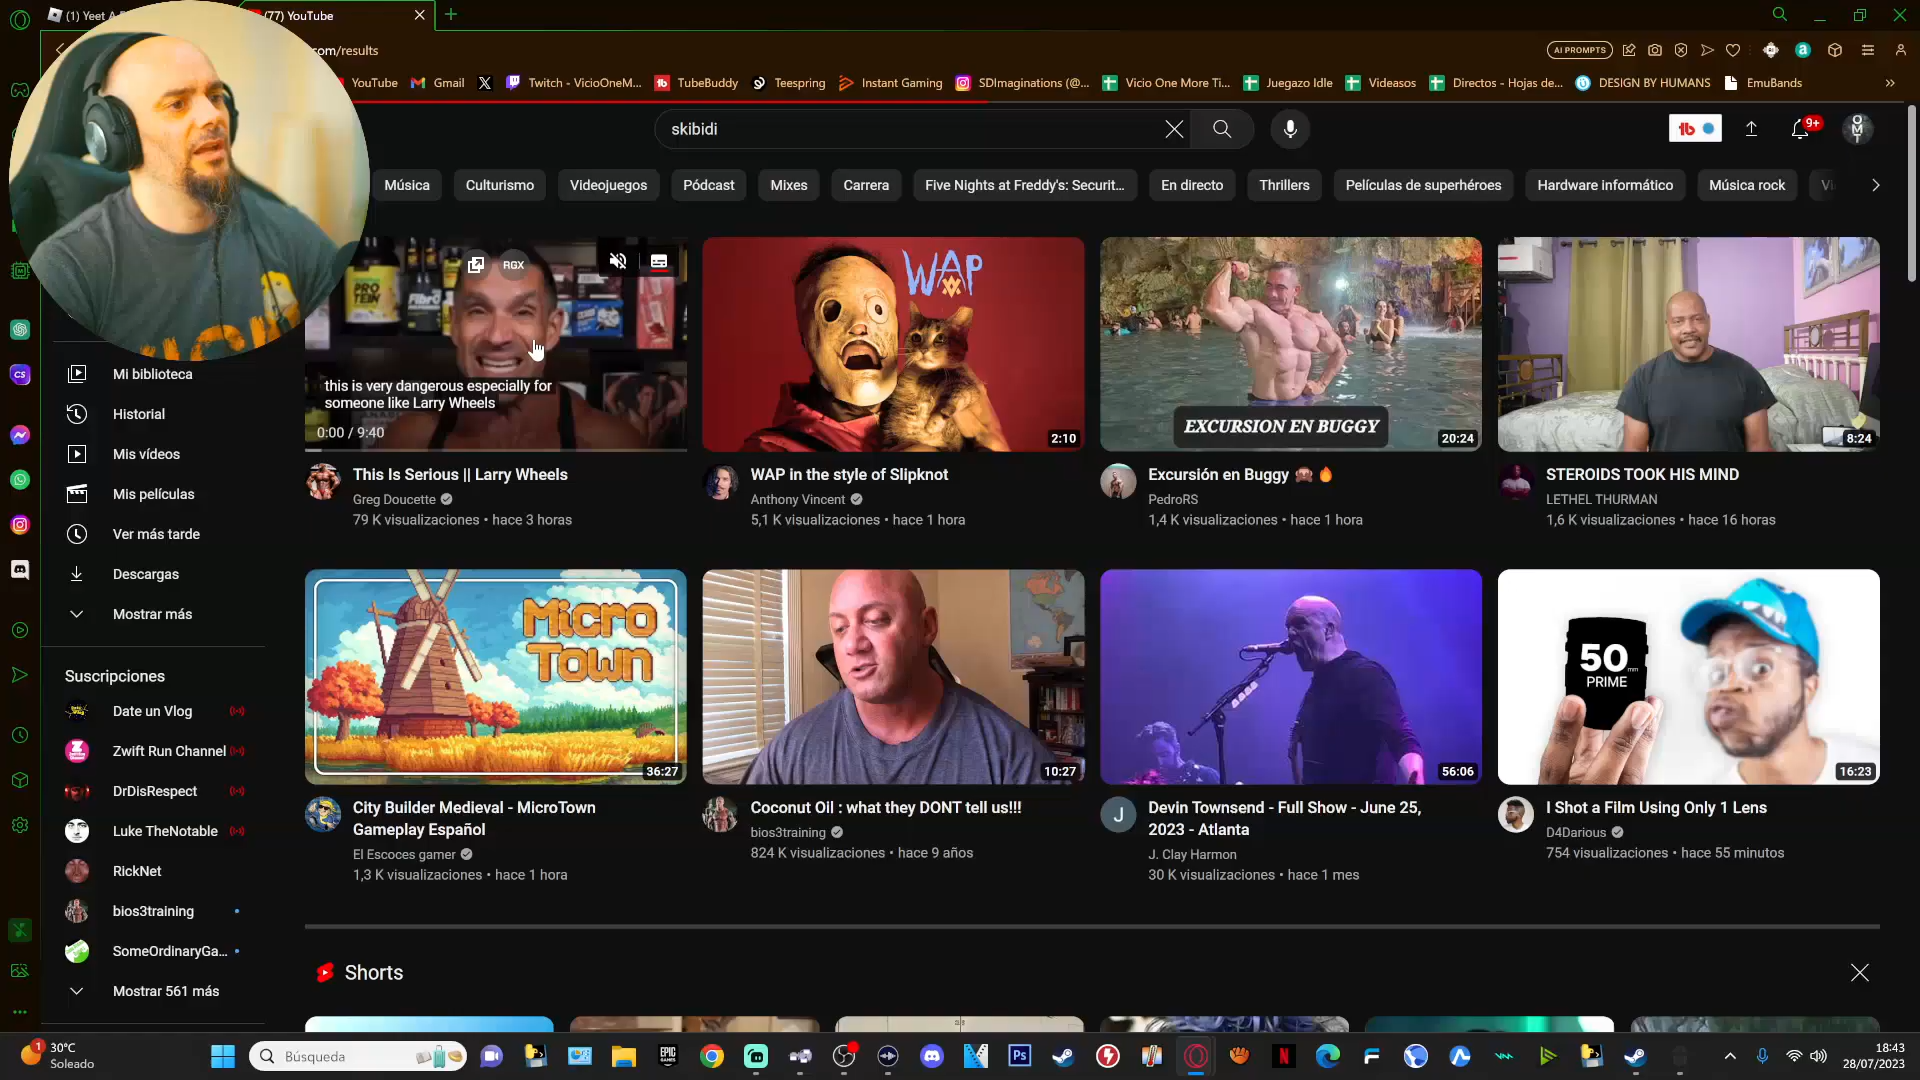 (1) Yeet A
(77) YouTube
com/results
AI PROMPTS
YouTube
Gmail
Twitch - VicioOneM...
TubeBuddy
Teespring
Instant Gaming
SDImaginations (@...
Vicio One More Ti...
Juegazo Idle
Videasos
Directos - Hojas de...
DESIGN BY HUMANS
EmuBands
skibidi
9+
Música
Culturismo
Videojuegos
Pódcast
Mixes
Carrera
Five Nights at Freddy's: Securit...
En directo
Thrillers
Películas de superhéroes
Hardware informático
Música rock
Mi biblioteca
Historial
Mis vídeos
Mis películas
Ver más tarde
Descargas
Mostrar más
Suscripciones
Date un Vlog
Zwift Run Channel
DrDisRespect
Luke TheNotable
RickNet
bios3training
SomeOrdinaryGa...
Mostrar 561 más
RGX
PROTEIN
this is very dangerous especially for
someone like Larry Wheels
0:00 / 9:40
This Is Serious || Larry Wheels
Greg Doucette
79 K visualizaciones • hace 3 horas
WAP
2:10
WAP in the style of Slipknot
Anthony Vincent
5,1 K visualizaciones • hace 1 hora
EXCURSION EN BUGGY
20:24
Excursión en Buggy 🙈🔥
PedroRS
1,4 K visualizaciones • hace 1 hora
8:24
STEROIDS TOOK HIS MIND
LETHEL THURMAN
1,6 K visualizaciones • hace 16 horas
Micro
Town
36:27
City Builder Medieval - MicroTown
Gameplay Español
El Escoces gamer
1,3 K visualizaciones • hace 1 hora
10:27
Coconut Oil : what they DONT tell us!!!
bios3training
824 K visualizaciones • hace 9 años
56:06
J
Devin Townsend - Full Show - June 25,
2023 - Atlanta
J. Clay Harmon
30 K visualizaciones • hace 1 mes
50mm
PRIME
16:23
I Shot a Film Using Only 1 Lens
D4Darious
754 visualizaciones • hace 55 minutos
Shorts
1
30°C
Soleado
Búsqueda
EPIC
GAMES
Ps
18:43
28/07/2023